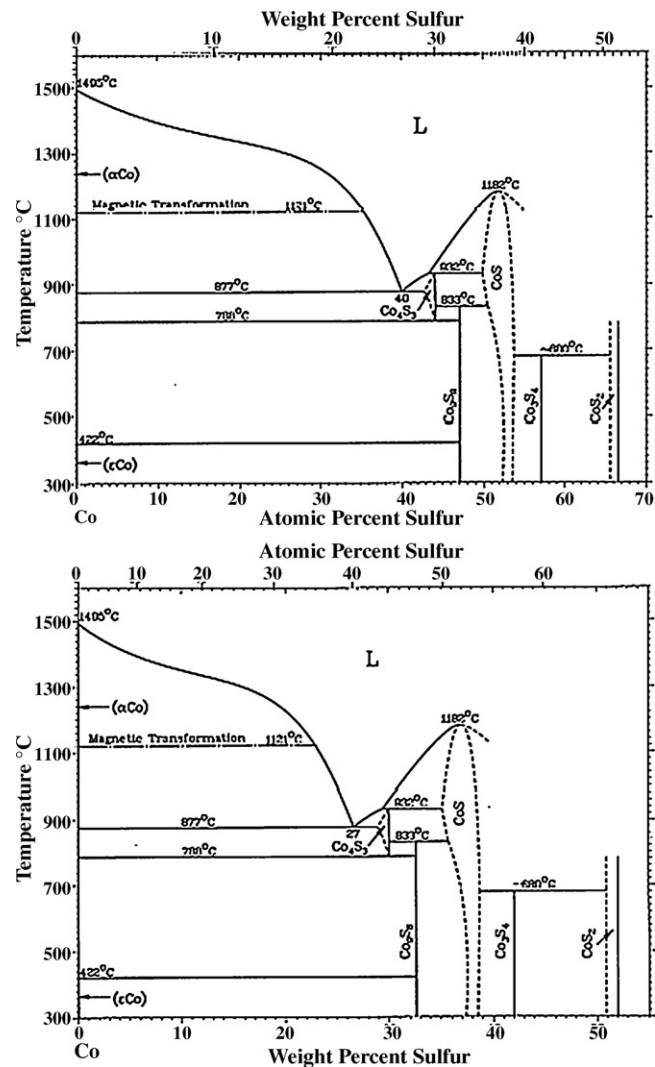 Weight Percent Sulfur
0 10 20 30 40 50
Temperature °C
1500
1300
1100
900
700
500
300
1495°C
L
(αCo)
Magnetic Transformation 1121°C
1182°C
932°C
CoS
877°C
40
Co₄S₃
833°C
Co₃S₄
CoS₂
422°C
(εCo)
0 10 20 30 40 50 60 70
Co
Atomic Percent Sulfur
Atomic Percent Sulfur
0 10 20 30 40 50 60
Temperature °C
1500
1300
1100
900
700
500
300
1495°C
L
(αCo)
Magnetic Transformation 1121°C
1182°C
932°C
CoS
877°C
27
Co₄S₃
833°C
~680°C
Co₉S₈
Co₃S₄
CoS₂
422°C
(εCo)
0 10 20 30 40 50
Co
Weight Percent Sulfur